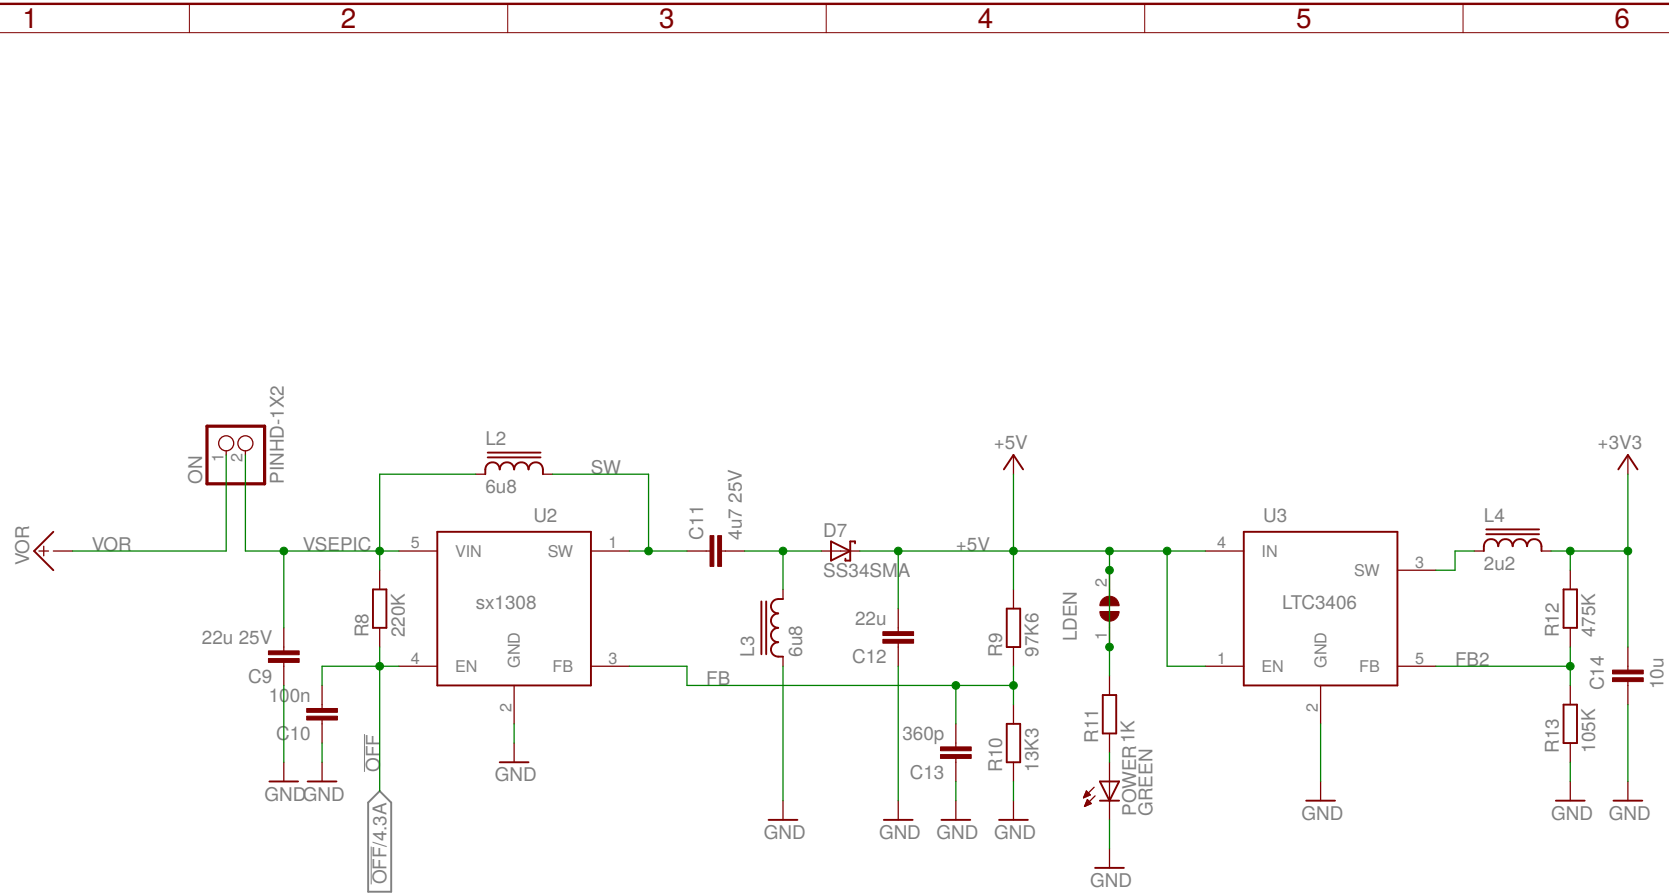 1
2
3
4
5
6
ON
1
2
PINHD-1X2
VOR
VOR
VSEPIC
L2
6u8
SW
U2
5
VIN
SW
1
sx1308
4
EN
GND
FB
3
2
GND
R8
220K
22u 25V
C9
100n
C10
GND
GND
OFF
OFF/4.3A
C11
4u7 25V
L3
6u8
GND
D7
SS34SMA
FB
22u
C12
GND
+5V
+5V
R9
97K6
360p
C13
GND
R10
13K3
GND
LDEN
2
1
R11
1K
POWER
GREEN
GND
U3
4
IN
SW
3
LTC3406
1
EN
GND
FB
5
2
GND
L4
2u2
FB2
R12
475K
R13
105K
GND
+3V3
C14
10u
GND